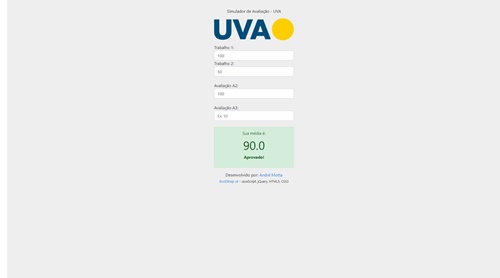 Simulador de Avaliação - UVA
UVA
Trabalho 1:
100
Trabalho 2:
50
Avaliação A2:
100
Avaliação A3:
Ex: 10
Sua média é:
90.0
Aprovado!
Desenvolvido por: André Motta
Bootstrap v4 - JavaScript, jQuery, HTML5, CSS3